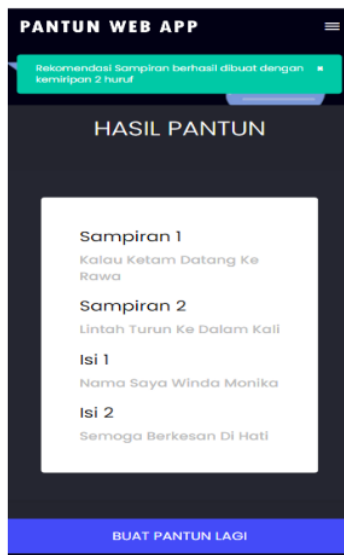 PANTUN WEB APP
Rekomendasi Sampiran berhasil dibuat dengan
kemiripan 2 huruf
HASIL PANTUN
Sampiran 1
Kalau Ketam Datang Ke
Rawa
Sampiran 2
Lintah Turun Ke Dalam Kali
Isi 1
Nama Saya Winda Monika
Isi 2
Semoga Berkesan Di Hati
BUAT PANTUN LAGI